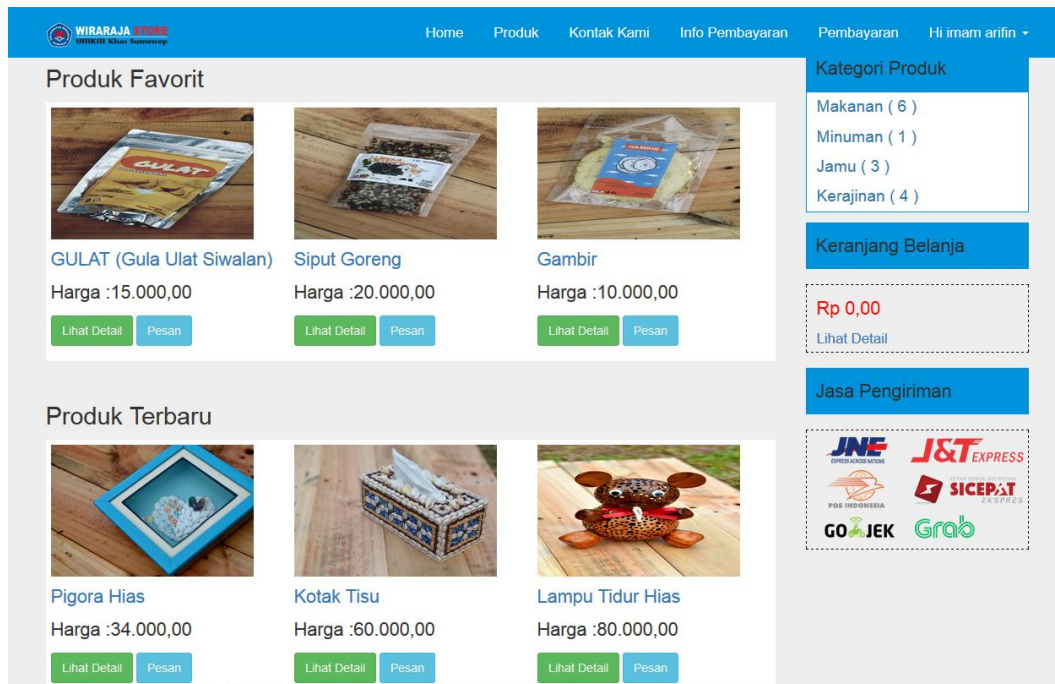 WIRARAJA STORE
UMKM Khas Sumenep
Home Produk Kontak Kami Info Pembayaran Pembayaran Hi imam arifin
Produk Favorit
GULAT
GAMBIR
GULAT (Gula Ulat Siwalan) Siput Goreng Gambir
Harga :15.000,00 Harga :20.000,00 Harga :10.000,00
Lihat Detail Pesan Lihat Detail Pesan Lihat Detail Pesan
Produk Terbaru
Pigora Hias Kotak Tisu Lampu Tidur Hias
Harga :34.000,00 Harga :60.000,00 Harga :80.000,00
Lihat Detail Pesan Lihat Detail Pesan Lihat Detail Pesan
Kategori Produk
Makanan ( 6 )
Minuman ( 1 )
Jamu ( 3 )
Kerajinan ( 4 )
Keranjang Belanja
Rp 0,00
Lihat Detail
Jasa Pengiriman
JNE J&T EXPRESS
EXPRESS ACROSS NATIONS
SICEPAT
EKSPRES
POS INDONESIA
GO JEK Grab